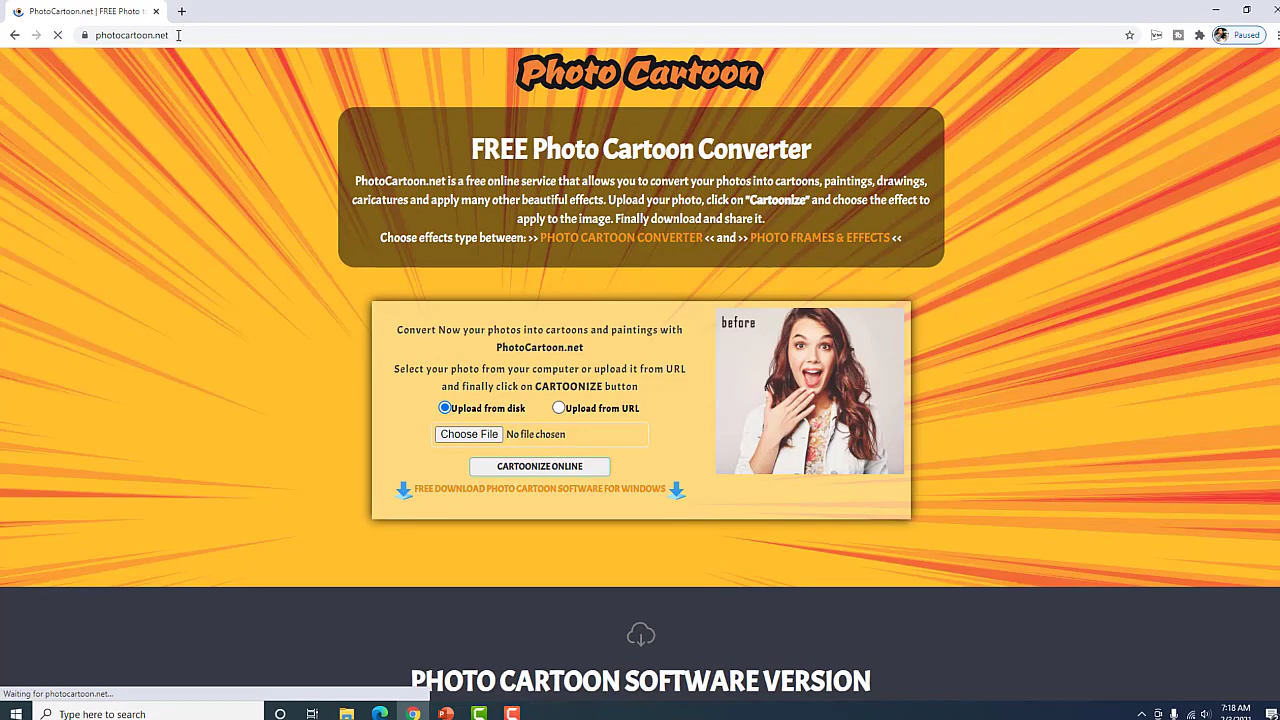 PhotoCartoon.net | FREE Photo to
photocartoon.net
Paused
Photo Cartoon
FREE Photo Cartoon Converter
PhotoCartoon.net is a free online service that allows you to convert your photos into cartoons, paintings, drawings,
caricatures and apply many other beautiful effects. Upload your photo, click on "Cartoonize" and choose the effect to
apply to the image. Finally download and share it.
Choose effects type between: >> PHOTO CARTOON CONVERTER << and >> PHOTO FRAMES & EFFECTS <<
before
Convert Now your photos into cartoons and paintings with
PhotoCartoon.net
Select your photo from your computer or upload it from URL
and finally click on CARTOONIZE button
Upload from disk Upload from URL
Choose File No file chosen
CARTOONIZE ONLINE
FREE DOWNLOAD PHOTO CARTOON SOFTWARE FOR WINDOWS
PHOTO CARTOON SOFTWARE VERSION
Waiting for photocartoon.net...
Type here to search
7:18 AM